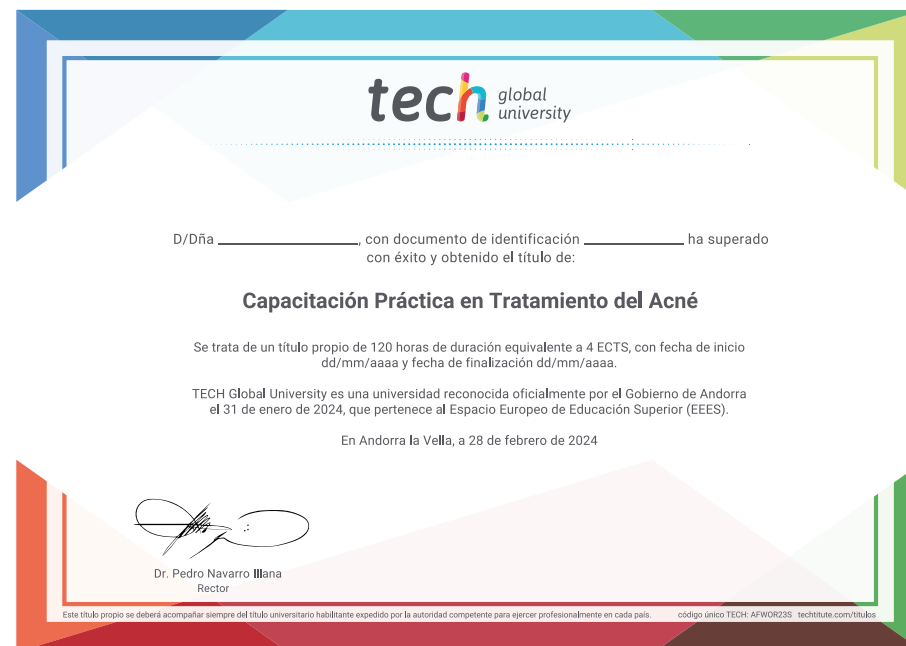 tech global university
D/Dña ____________________, con documento de identificación ______________ ha superado
con éxito y obtenido el título de:
Capacitación Práctica en Tratamiento del Acné
Se trata de un título propio de 120 horas de duración equivalente a 4 ECTS, con fecha de inicio
dd/mm/aaaa y fecha de finalización dd/mm/aaaa.
TECH Global University es una universidad reconocida oficialmente por el Gobierno de Andorra
el 31 de enero de 2024, que pertenece al Espacio Europeo de Educación Superior (EEES).
En Andorra la Vella, a 28 de febrero de 2024
Dr. Pedro Navarro Illana
Rector
Este título propio se deberá acompañar siempre del título universitario habilitante expedido por la autoridad competente para ejercer profesionalmente en cada país. código único TECH: AFWOR23S techtitute.com/titulos